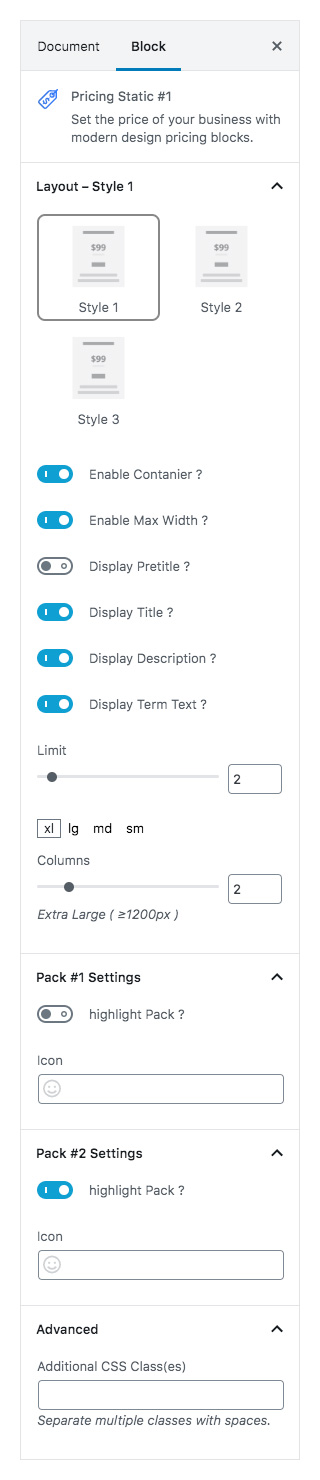 Document Block
Pricing Static #1
Set the price of your business with
modern design pricing blocks.
Layout – Style 1
$99 $99
Style 1 Style 2
$99
Style 3
Enable Contanier ?
Enable Max Width ?
Display Pretitle ?
Display Title ?
Display Description ?
Display Term Text ?
Limit
2
xl lg md sm
Columns
2
Extra Large ( ≥1200px )
Pack #1 Settings
highlight Pack ?
Icon
Pack #2 Settings
highlight Pack ?
Icon
Advanced
Additional CSS Class(es)
Separate multiple classes with spaces.